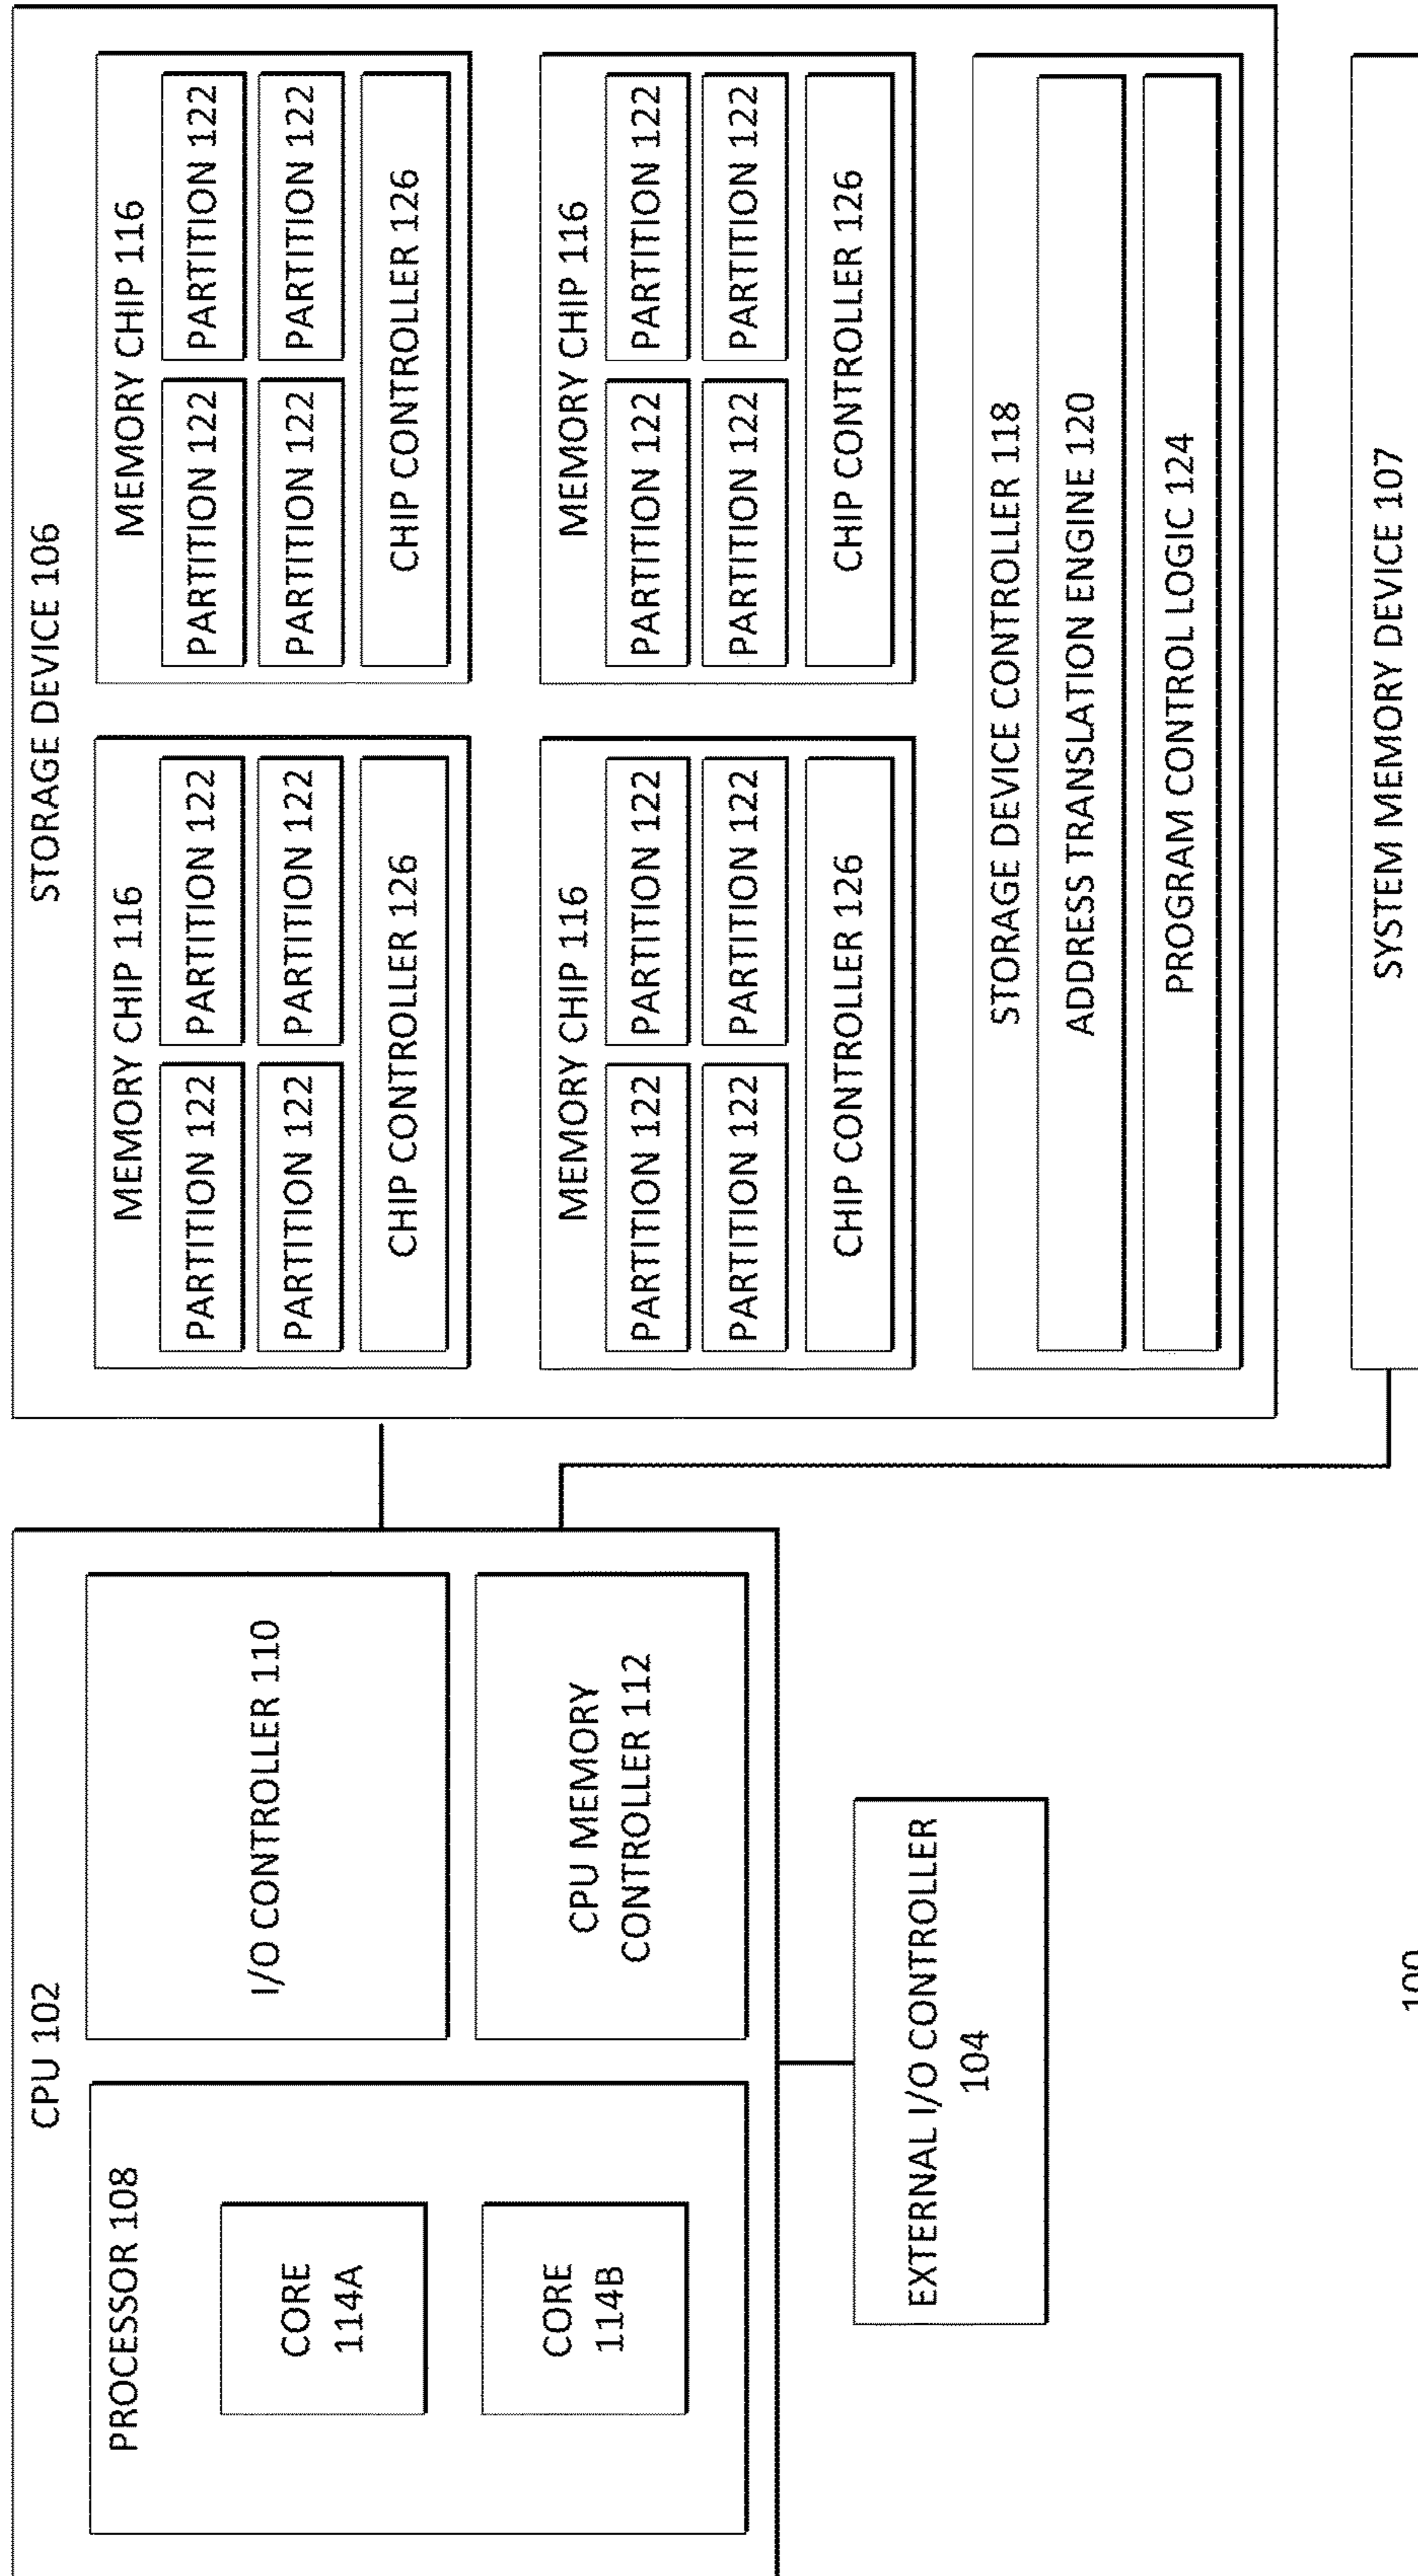 CPU 102
PROCESSOR 108
CORE
114A
CORE
114B
I/O CONTROLLER 110
CPU MEMORY
CONTROLLER 112
EXTERNAL I/O CONTROLLER
104
STORAGE DEVICE 106
MEMORY CHIP 116
PARTITION 122
PARTITION 122
PARTITION 122
PARTITION 122
CHIP CONTROLLER 126
MEMORY CHIP 116
PARTITION 122
PARTITION 122
PARTITION 122
PARTITION 122
CHIP CONTROLLER 126
MEMORY CHIP 116
PARTITION 122
PARTITION 122
PARTITION 122
PARTITION 122
CHIP CONTROLLER 126
MEMORY CHIP 116
PARTITION 122
PARTITION 122
PARTITION 122
PARTITION 122
CHIP CONTROLLER 126
STORAGE DEVICE CONTROLLER 118
ADDRESS TRANSLATION ENGINE 120
PROGRAM CONTROL LOGIC 124
SYSTEM MEMORY DEVICE 107
100